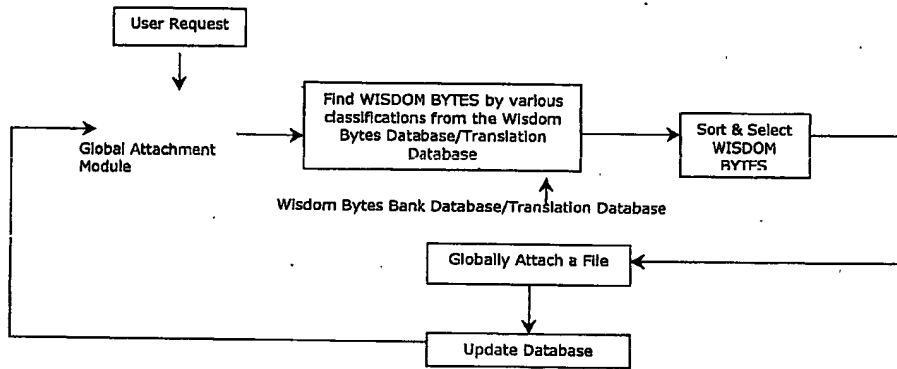 User Request
Find WISDOM BYTES by various
classifications from the Wisdom
Bytes Database/Translation
Database
Global Attachment
Module
Sort & Select
WISDOM
BYTES
Wisdom Bytes Bank Database/Translation Database
Globally Attach a File
Update Database